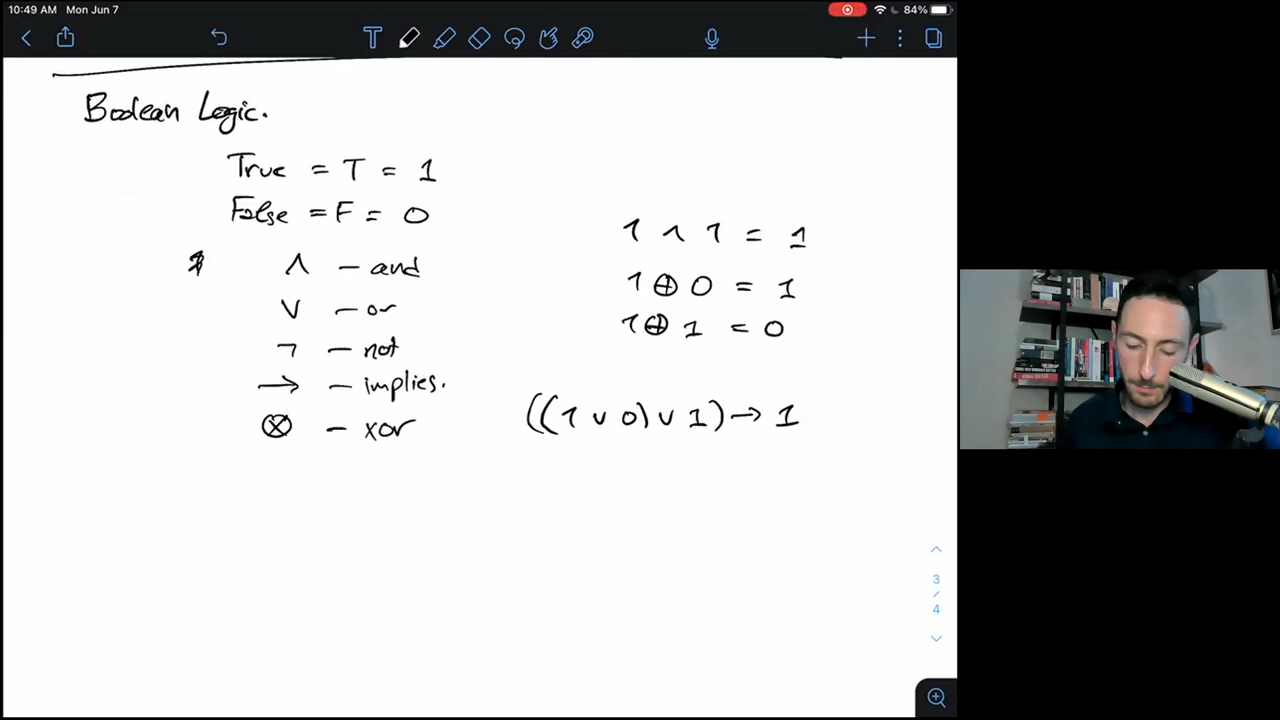 10:49 AM Mon Jun 7
84%
Boolean Logic.
True = T = 1
False = F = 0
∧ – and
∨ – or
¬ – not
→ – implies.
⊗ – xor
1 ∧ 1 = 1
1 ⊕ 0 = 1
1 ⊕ 1 = 0
((1 ∨ 0) ∨ 1) → 1
3
/
4